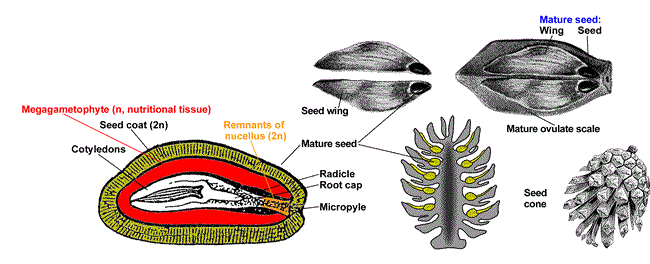 Mature seed:
Wing
Seed
Seed wing
Mature ovulate scale
Megagametophyte (n, nutritional tissue)
Seed coat (2n)
Remnants
of nucellus (2n)
Cotyledons
Mature seed
Radicle
Root cap
Micropyle
Seed
cone